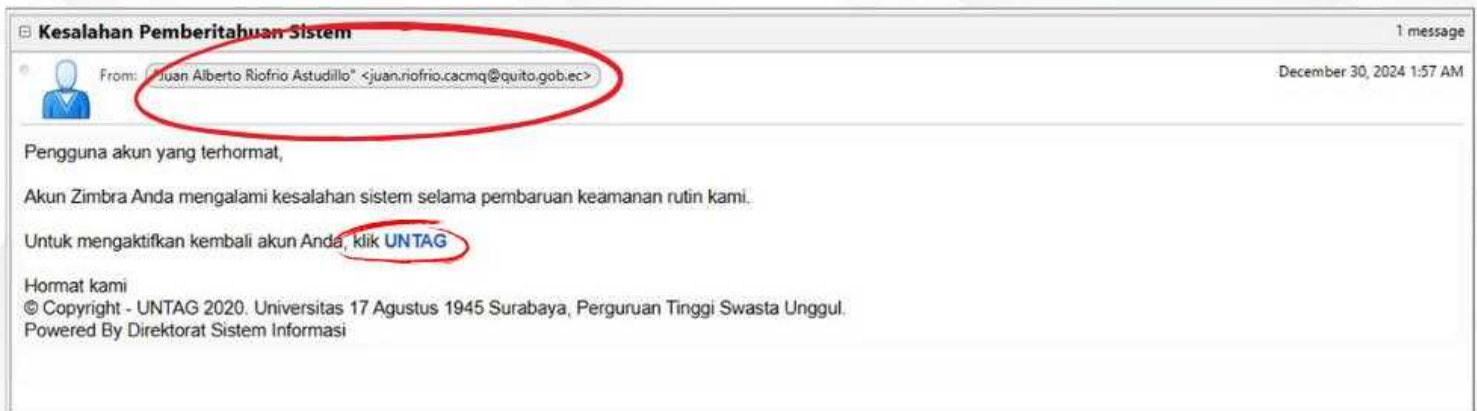 Kesalahan Pemberitahuan Sistem
1 message
From: "Juan Alberto Riofrio Astudillo" <juan.riofrio.cacmq@quito.gob.ec>
December 30, 2024 1:57 AM
Pengguna akun yang terhormat,
Akun Zimbra Anda mengalami kesalahan sistem selama pembaruan keamanan rutin kami.
Untuk mengaktifkan kembali akun Anda, klik UNTAG
Hormat kami
© Copyright - UNTAG 2020. Universitas 17 Agustus 1945 Surabaya, Perguruan Tinggi Swasta Unggul.
Powered By Direktorat Sistem Informasi